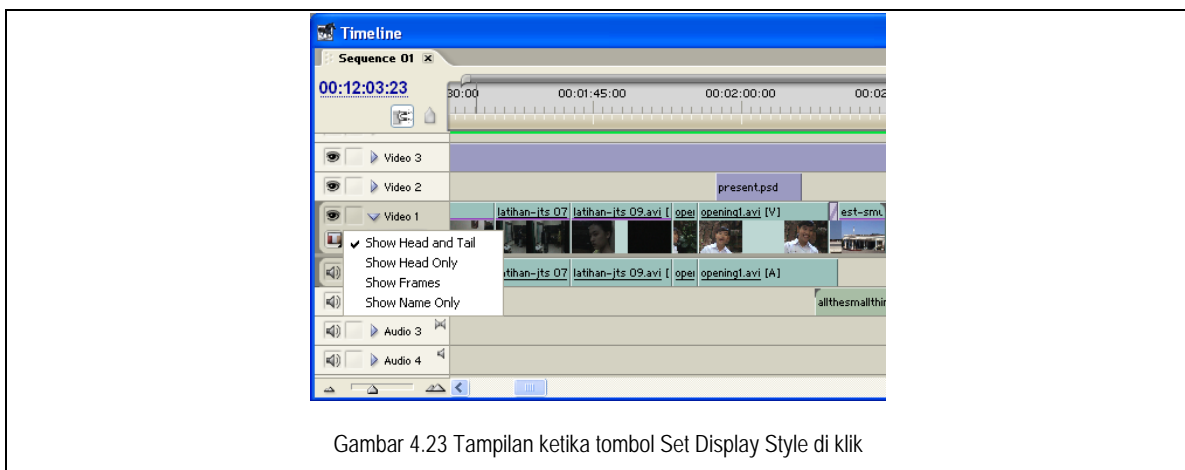 Timeline
Sequence 01
00:12:03:23
30:00 00:01:45:00 00:02:00:00 00:02
Video 3
Video 2 present.psd
Video 1 latihan-jts 07 latihan-jts 09.avi [ opei opening1.avi [V] est-smu
Show Head and Tail
Show Head Only
Show Frames
Show Name Only
atihan-jts 07 latihan-jts 09.avi [ opei opening1.avi [A]
allthesmallthin
Audio 3
Audio 4
Gambar 4.23 Tampilan ketika tombol Set Display Style di klik